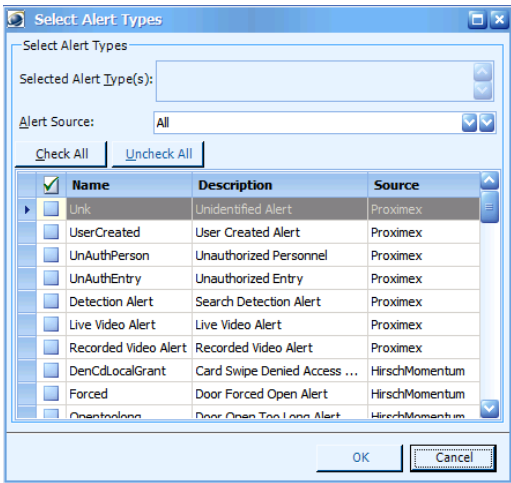 Select Alert Types
Select Alert Types
Selected Alert Type(s):
Alert Source: All
Check All Uncheck All
Name Description Source
Unk Unidentified Alert Proximex
UserCreated User Created Alert Proximex
UnAuthPerson Unauthorized Personnel Proximex
UnAuthEntry Unauthorized Entry Proximex
Detection Alert Search Detection Alert Proximex
Live Video Alert Live Video Alert Proximex
Recorded Video Alert Recorded Video Alert Proximex
DenCdLocalGrant Card Swipe Denied Access ... HirschMomentum
Forced Door Forced Open Alert HirschMomentum
Opentoolong Door Open Too Long Alert HirschMomentum
OK Cancel